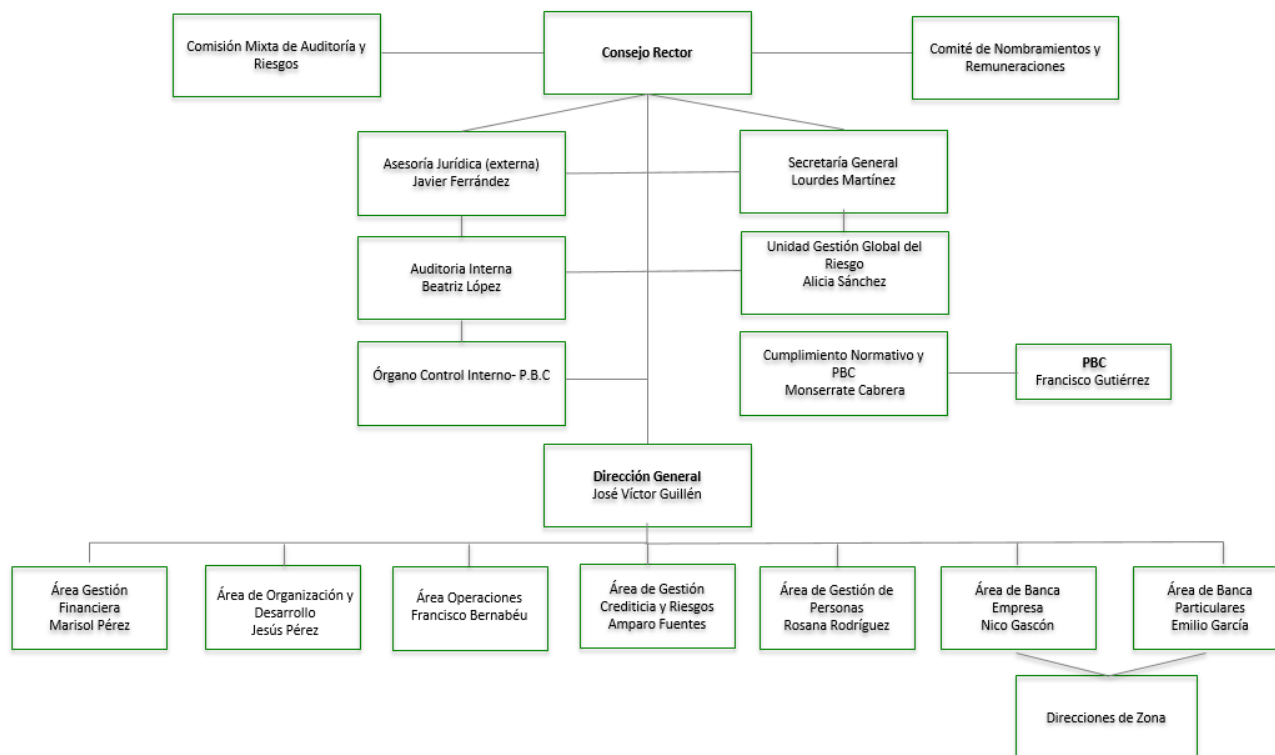 Comisión Mixta de Auditoría y
Riesgos
Consejo Rector
Comité de Nombramientos y
Remuneraciones
Asesoría Jurídica (externa)
Javier Ferrández
Secretaría General
Lourdes Martínez
Auditoria Interna
Beatriz López
Unidad Gestión Global del
Riesgo
Alicia Sánchez
Órgano Control Interno- P.B.C
Cumplimiento Normativo y
PBC
Monserrate Cabrera
PBC
Francisco Gutiérrez
Dirección General
José Víctor Guillén
Área Gestión
Financiera
Marisol Pérez
Área de Organización y
Desarrollo
Jesús Pérez
Área Operaciones
Francisco Bernabéu
Área de Gestión
Crediticia y Riesgos
Amparo Fuentes
Área de Gestión de
Personas
Rosana Rodríguez
Área de Banca
Empresa
Nico Gascón
Área de Banca
Particulares
Emilio García
Direcciones de Zona